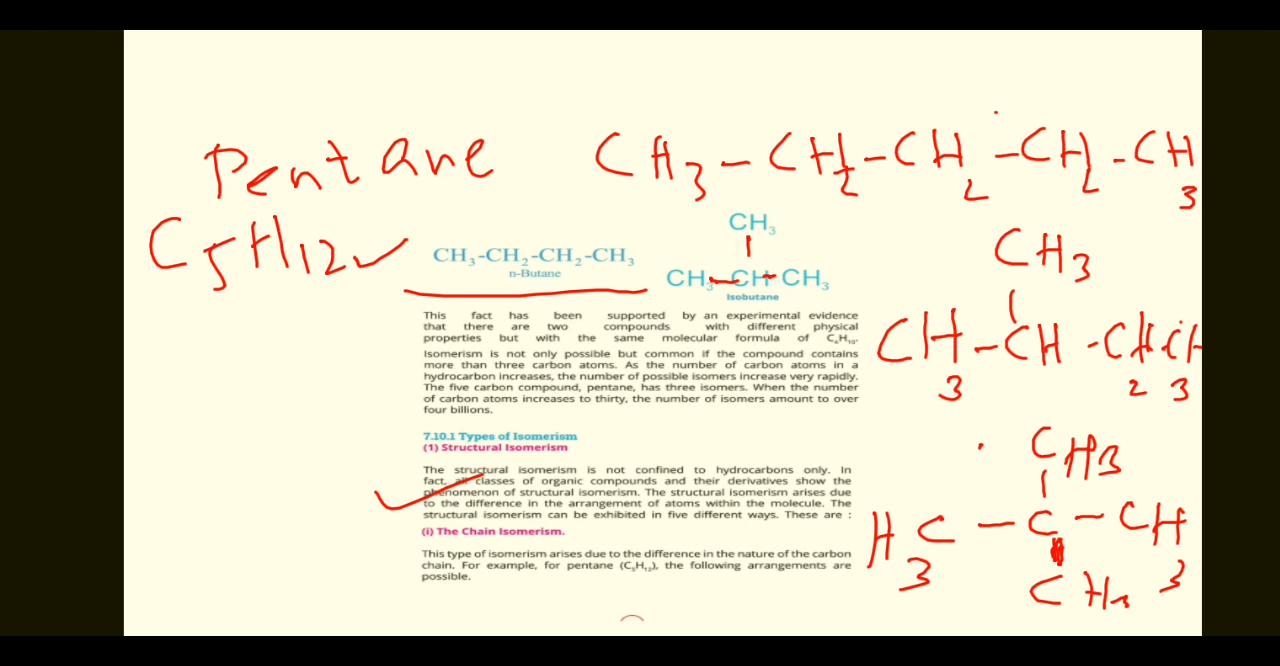 Pentane CH3-CH2-CH2-CH2-CH3
C5H12
CH3
CH3-CH2-CH2-CH3
CH3-CH-CH3
n-Butane
Isobutane
This fact has been supported by an experimental evidence
that there are two compounds with different physical
properties but with the same molecular formula of C4H10.
Isomerism is not only possible but common if the compound contains
more than three carbon atoms. As the number of carbon atoms in a
hydrocarbon increases, the number of possible isomers increase very rapidly.
The five carbon compound, pentane, has three isomers. When the number
of carbon atoms increases to thirty, the number of isomers amount to over
four billions.
7.10.1 Types of Isomerism
(1) Structural Isomerism
The structural isomerism is not confined to hydrocarbons only. In
fact, all classes of organic compounds and their derivatives show the
phenomenon of structural isomerism. The structural isomerism arises due
to the difference in the arrangement of atoms within the molecule. The
structural isomerism can be exhibited in five different ways. These are :
(i) The Chain Isomerism.
This type of isomerism arises due to the difference in the nature of the carbon
chain. For example, for pentane (C5H12), the following arrangements are
possible.
CH3
CH3-CH-CH2CH3
CH3
H3C-C-CH3
CH3